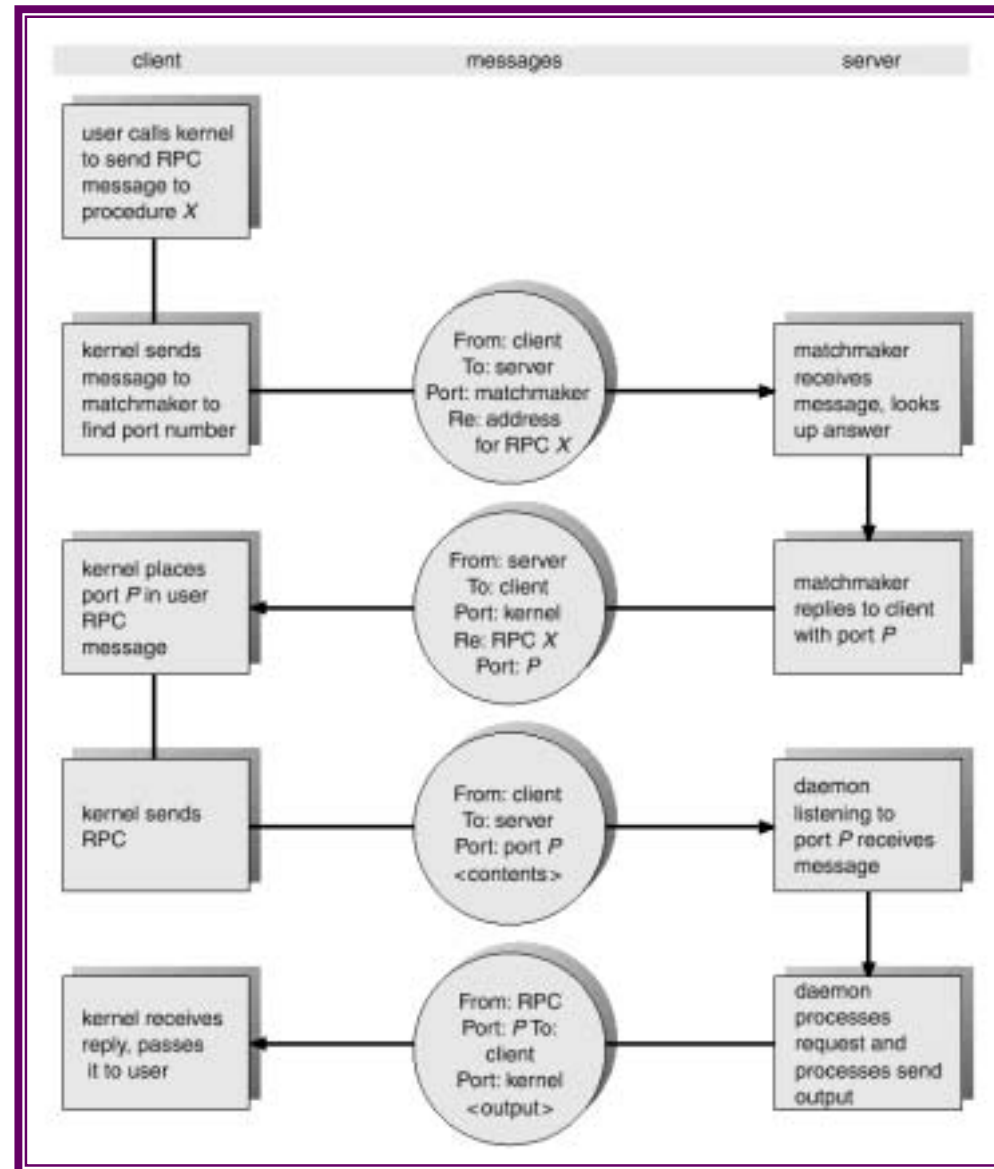 client
messages
server
user calls kernel
to send RPC
message to
procedure X
kernel sends
message to
matchmaker to
find port number
From: client
To: server
Port: matchmaker
Re: address
for RPC X
matchmaker
receives
message, looks
up answer
kernel places
port P in user
RPC
message
From: server
To: client
Port: kernel
Re: RPC X
Port: P
matchmaker
replies to client
with port P
kernel sends
RPC
From: client
To: server
Port: port P
<contents>
daemon
listening to
port P receives
message
kernel receives
reply, passes
it to user
From: RPC
Port: P To:
client
Port: kernel
<output>
daemon
processes
request and
processes send
output